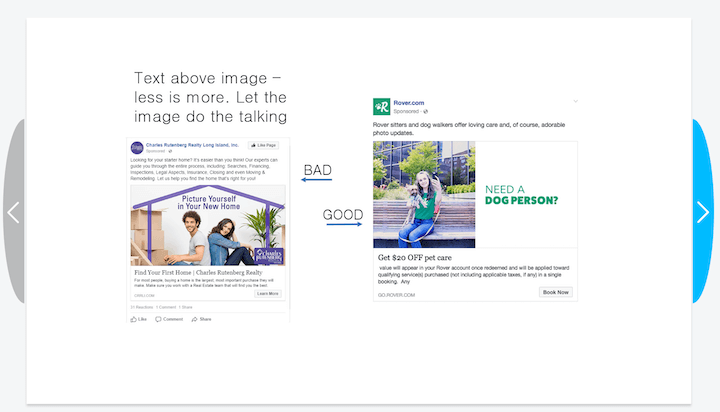 Text above image –
less is more. Let the
image do the talking
Charles Rutenberg Realty Long Island, Inc.
Sponsored ·
Like Page
Looking for your starter home? It's easier than you think! Our experts can
guide you through the entire process, including: Searches, Financing,
Inspections, Legal Aspects, Insurance, Closing and even Moving &
Remodelling. Let us help you find the home that's right for you!
Picture Yourself
in Your New Home
Find Your First Home | Charles Rutenberg Realty
For most people, buying a home is the largest, most important purchase they will
make. Make sure you work with a Real Estate team that will find you the best.
Learn More
Reactions 1 Comment 1 Share
Like Comment Share
BAD
GOOD
R
Rover.com
Sponsored ·
Rover sitters and dog walkers offer loving care and, of course, adorable
photo updates.
NEED A
DOG PERSON?
Get $20 OFF pet care
value will appear in your Rover account once redeemed and will be applied toward
qualifying service(s) purchased (not including applicable taxes, if any) in a single
booking. Any
GO.ROVER.COM
Book Now